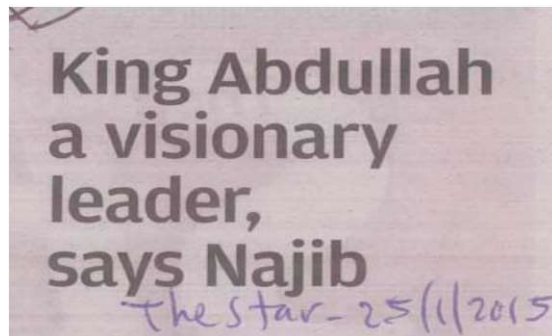 King Abdullah
a visionary
leader,
says Najib
The Star - 25/1/2015